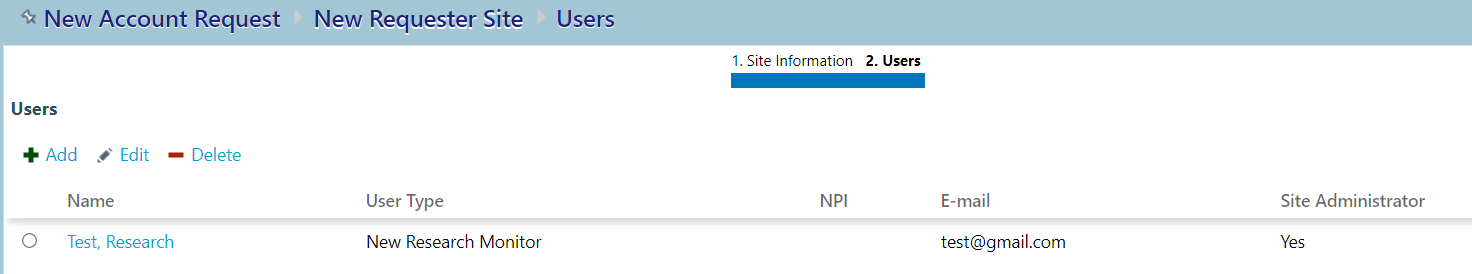 New Account Request New Requester Site Users
1. Site Information 2. Users
Users
Add Edit Delete
Name User Type NPI E-mail Site Administrator
Test, Research New Research Monitor test@gmail.com Yes